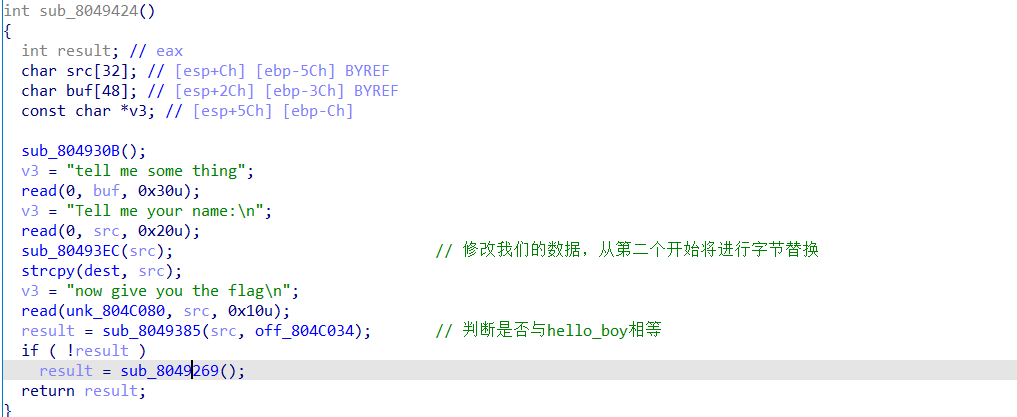 int sub_8049424()
{
  int result; // eax
  char src[32]; // [esp+Ch] [ebp-5Ch] BYREF
  char buf[48]; // [esp+2Ch] [ebp-3Ch] BYREF
  const char *v3; // [esp+5Ch] [ebp-Ch]
  sub_804930B();
  v3 = "tell me some thing";
  read(0, buf, 0x30u);
  v3 = "Tell me your name:\n";
  read(0, src, 0x20u);
  sub_80493EC(src); // 修改我们的数据，从第二个开始将进行字节替换
  strcpy(dest, src);
  v3 = "now give you the flag\n";
  read(unk_804C080, src, 0x10u);
  result = sub_8049385(src, off_804C034); // 判断是否与hello_boy相等
  if ( !result )
    result = sub_8049269();
  return result;
}